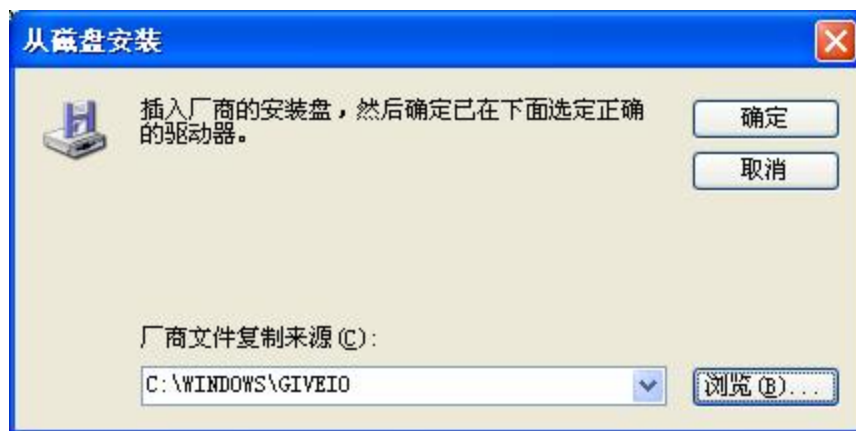 从磁盘安装
插入厂商的安装盘，然后确定已在下面选定正确
的驱动器。
确定
取消
厂商文件复制来源(C):
C:\WINDOWS\GIVEIO
浏览(B)...